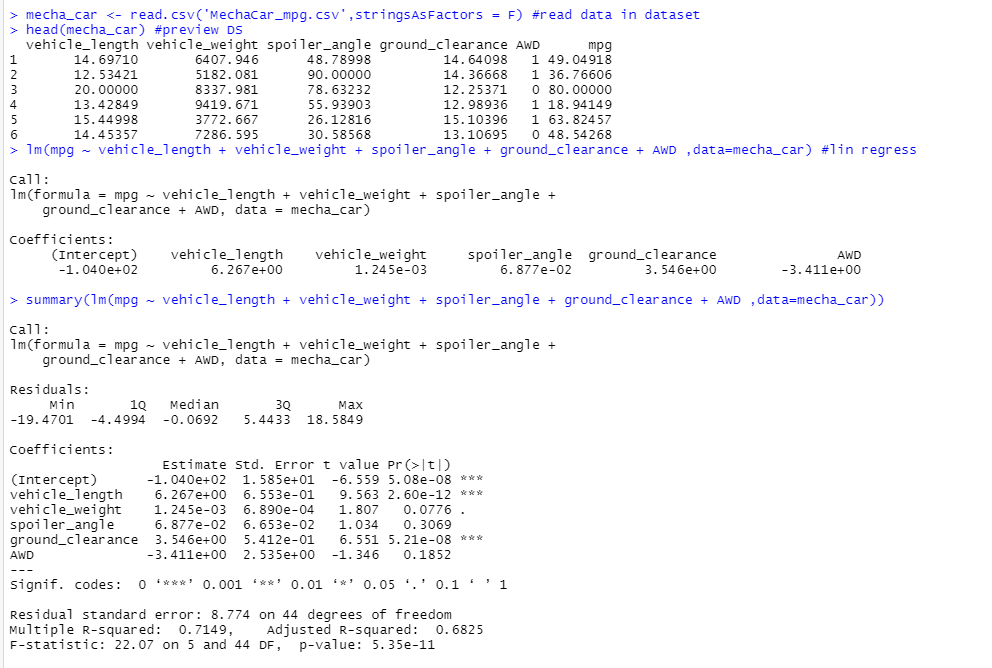 > mecha_car <- read.csv('MechaCar_mpg.csv',stringsAsFactors = F) #read data in dataset
> head(mecha_car) #preview DS
  vehicle_length vehicle_weight spoiler_angle ground_clearance AWD      mpg
1       14.69710       6407.946      48.78998         14.64098   1 49.04918
2       12.53421       5182.081      90.00000         14.36668   1 36.76606
3       20.00000       8337.981      78.63232         12.25371   0 80.00000
4       13.42849       9419.671      55.93903         12.98936   1 18.94149
5       15.44998       3772.667      26.12816         15.10396   1 63.82457
6       14.45357       7286.595      30.58568         13.10695   0 48.54268
> lm(mpg ~ vehicle_length + vehicle_weight + spoiler_angle + ground_clearance + AWD ,data=mecha_car) #lin regress
Call:
lm(formula = mpg ~ vehicle_length + vehicle_weight + spoiler_angle +
    ground_clearance + AWD, data = mecha_car)
Coefficients:
     (Intercept)    vehicle_length    vehicle_weight     spoiler_angle  ground_clearance               AWD
      -1.040e+02         6.267e+00         1.245e-03         6.877e-02         3.546e+00        -3.411e+00
> summary(lm(mpg ~ vehicle_length + vehicle_weight + spoiler_angle + ground_clearance + AWD ,data=mecha_car))
Call:
lm(formula = mpg ~ vehicle_length + vehicle_weight + spoiler_angle +
    ground_clearance + AWD, data = mecha_car)
Residuals:
     Min       1Q   Median       3Q      Max
-19.4701  -4.4994  -0.0692   5.4433  18.5849
Coefficients:
                   Estimate Std. Error t value Pr(>|t|)
(Intercept)      -1.040e+02  1.585e+01  -6.559 5.08e-08 ***
vehicle_length    6.267e+00  6.553e-01   9.563 2.60e-12 ***
vehicle_weight    1.245e-03  6.890e-04   1.807   0.0776 .
spoiler_angle     6.877e-02  6.653e-02   1.034   0.3069
ground_clearance  3.546e+00  5.412e-01   6.551 5.21e-08 ***
AWD              -3.411e+00  2.535e+00  -1.346   0.1852
---
Signif. codes:  0 ‘***’ 0.001 ‘**’ 0.01 ‘*’ 0.05 ‘.’ 0.1 ‘ ’ 1
Residual standard error: 8.774 on 44 degrees of freedom
Multiple R-squared:  0.7149,    Adjusted R-squared:  0.6825
F-statistic: 22.07 on 5 and 44 DF,  p-value: 5.35e-11